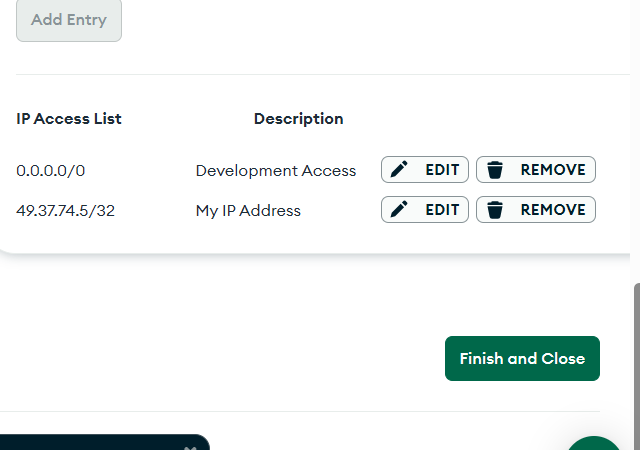 Add Entry
IP Access List Description
0.0.0.0/0 Development Access EDIT REMOVE
49.37.74.5/32 My IP Address EDIT REMOVE
Finish and Close